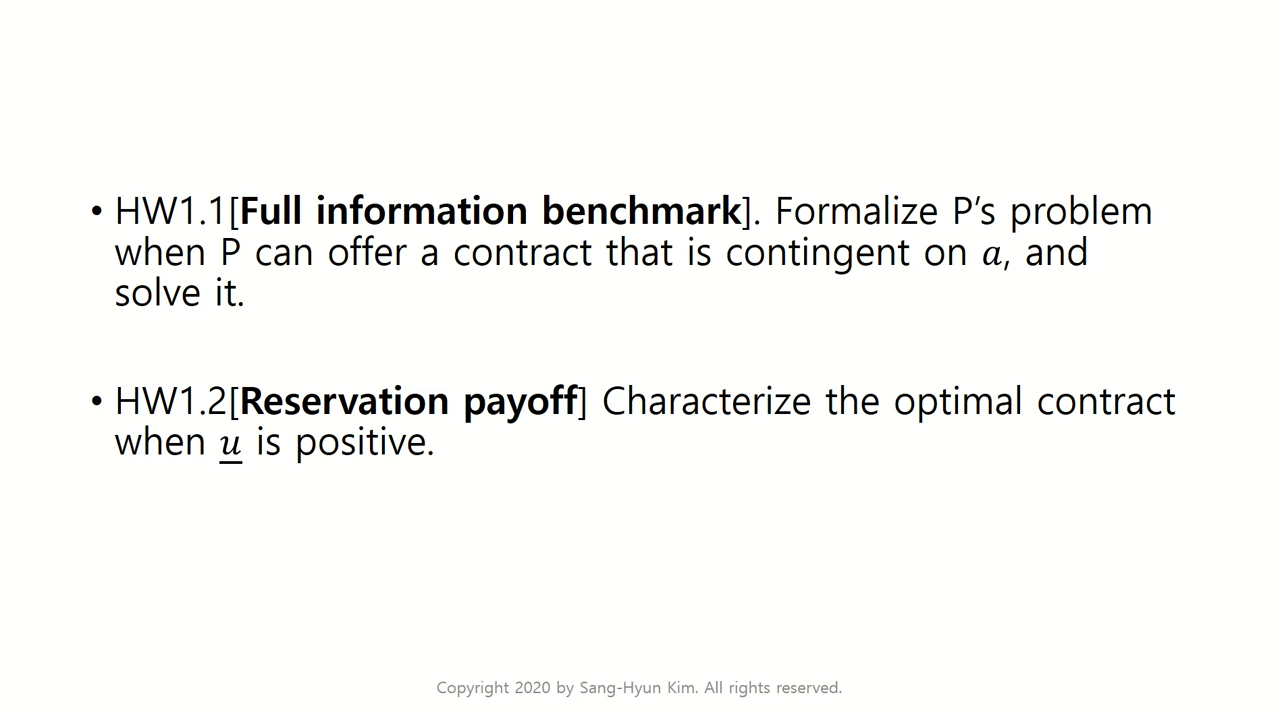 • HW1.1[Full information benchmark]. Formalize P’s problem
when P can offer a contract that is contingent on a, and
solve it.
• HW1.2[Reservation payoff] Characterize the optimal contract
when u is positive.
Copyright 2020 by Sang-Hyun Kim. All rights reserved.